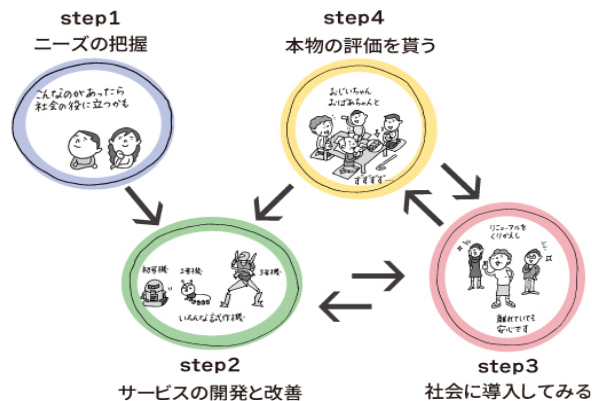 step1
ニーズの把握
こんなのがあったら
社会の役に立つかも
step4
本物の評価を貰う
おじいちゃん
おばあちゃんと
ずずずず…
初号機
2号機
3号機
いろんな試作機
step2
サービスの開発と改善
リニューアルを
くりかえし
離れていても
安心です
step3
社会に導入してみる